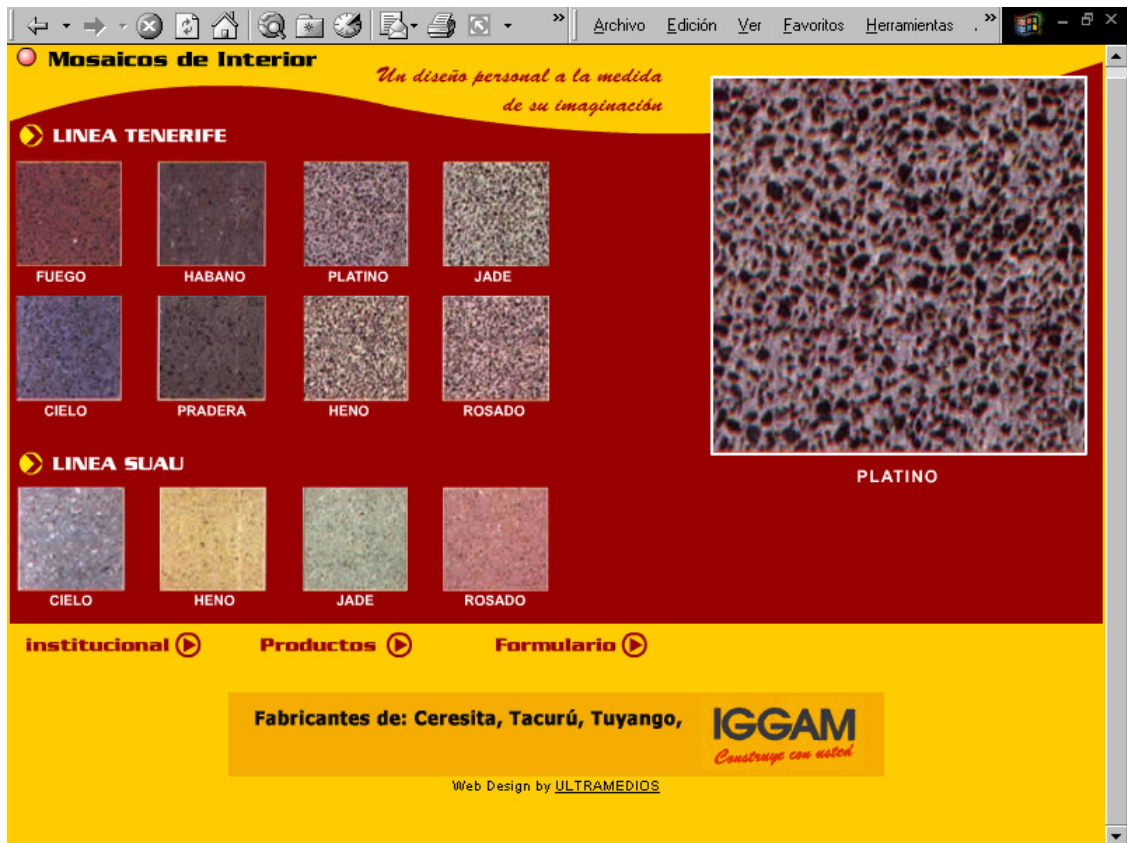 » Archivo Edición Ver Favoritos Herramientas . »
Mosaicos de Interior
Un diseño personal a la medida
de su imaginación
LINEA TENERIFE
FUEGO HABANO PLATINO JADE
CIELO PRADERA HENO ROSADO
PLATINO
LINEA SUAU
CIELO HENO JADE ROSADO
institucional Productos Formulario
Fabricantes de: Ceresita, Tacurú, Tuyango,
IGGAM
Construye con usted
Web Design by ULTRAMEDIOS